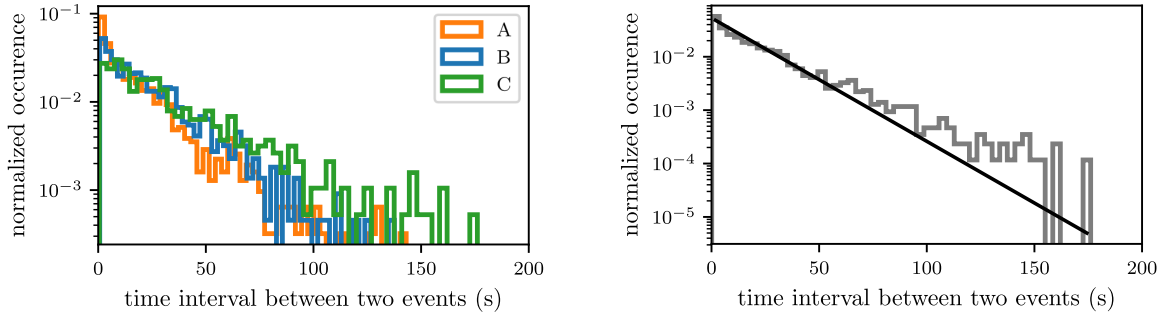 normalized occurence
10⁻¹
10⁻²
10⁻³
A
B
C
0 50 100 150 200
time interval between two events (s)
normalized occurence
10⁻²
10⁻³
10⁻⁴
10⁻⁵
0 50 100 150 200
time interval between two events (s)